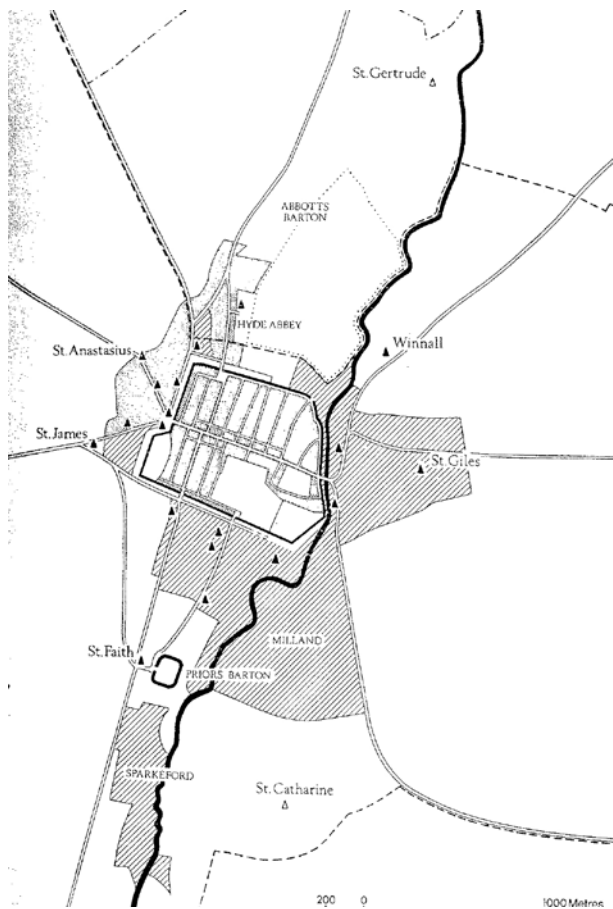 St. Gertrude
ABBOTTS
BARTON
HYDE ABBEY
Winnall
St. Anastasius
St. James
St. Giles
MILLAND
St. Faith
PRIORS BARTON
SPARKEFORD
St. Catharine
200 0 1000 Metres